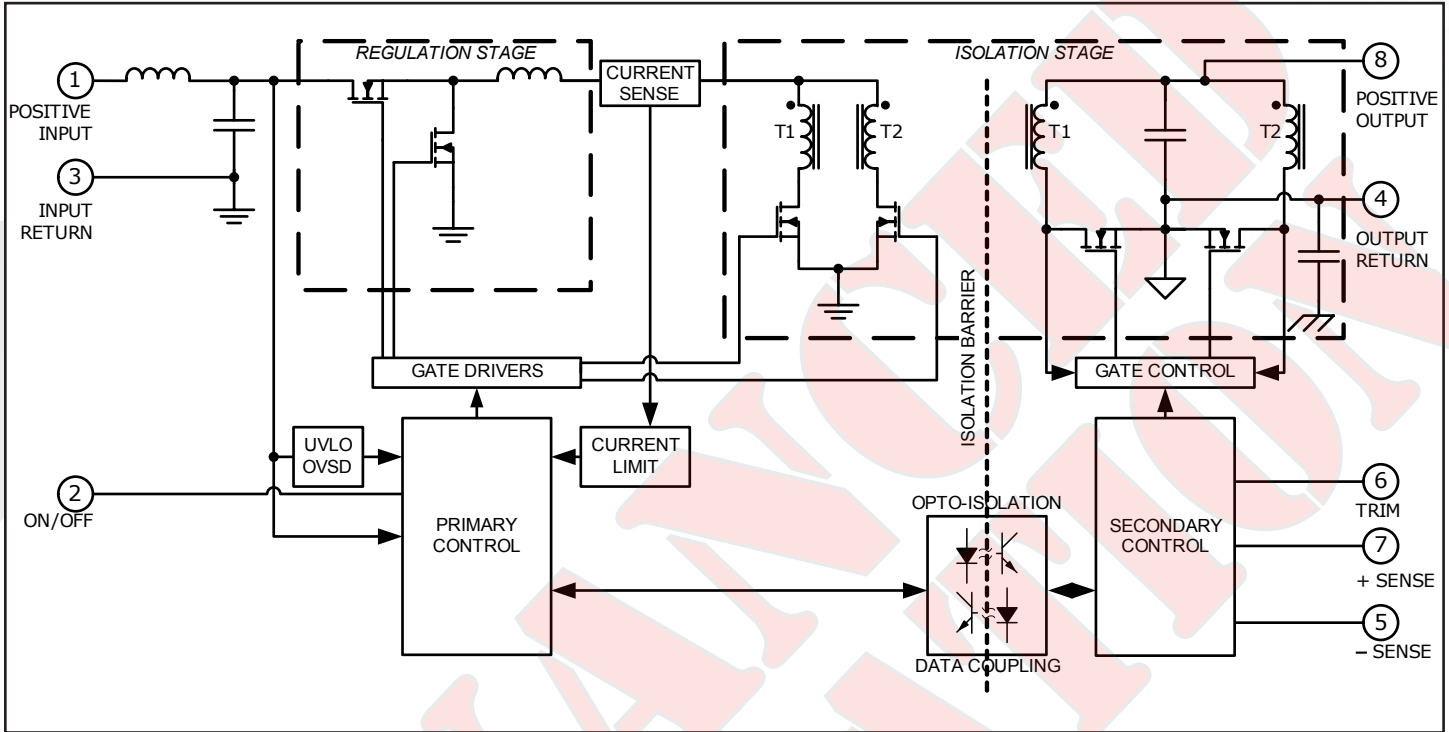 REGULATION STAGE
ISOLATION STAGE
1
POSITIVE
INPUT
3
INPUT
RETURN
CURRENT
SENSE
T1
T2
T1
T2
8
POSITIVE
OUTPUT
4
OUTPUT
RETURN
ISOLATION BARRIER
GATE DRIVERS
GATE CONTROL
UVLO
OVSD
CURRENT
LIMIT
2
ON/OFF
PRIMARY
CONTROL
OPTO-ISOLATION
DATA COUPLING
SECONDARY
CONTROL
6
TRIM
7
+ SENSE
5
– SENSE